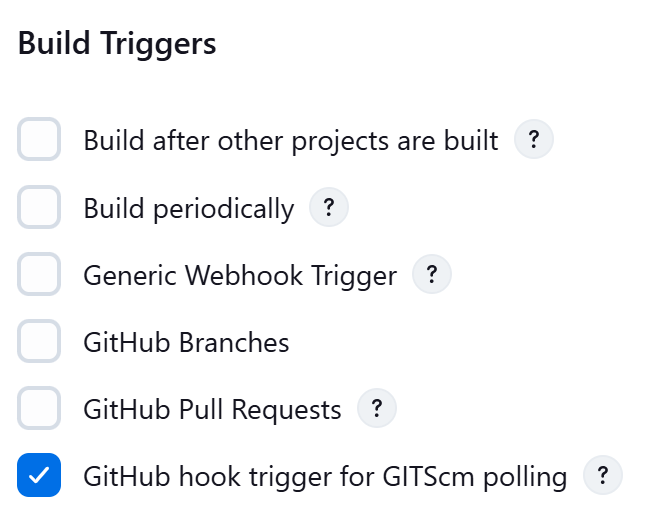 Build Triggers
Build after other projects are built ?
Build periodically ?
Generic Webhook Trigger ?
GitHub Branches
GitHub Pull Requests ?
GitHub hook trigger for GITScm polling ?